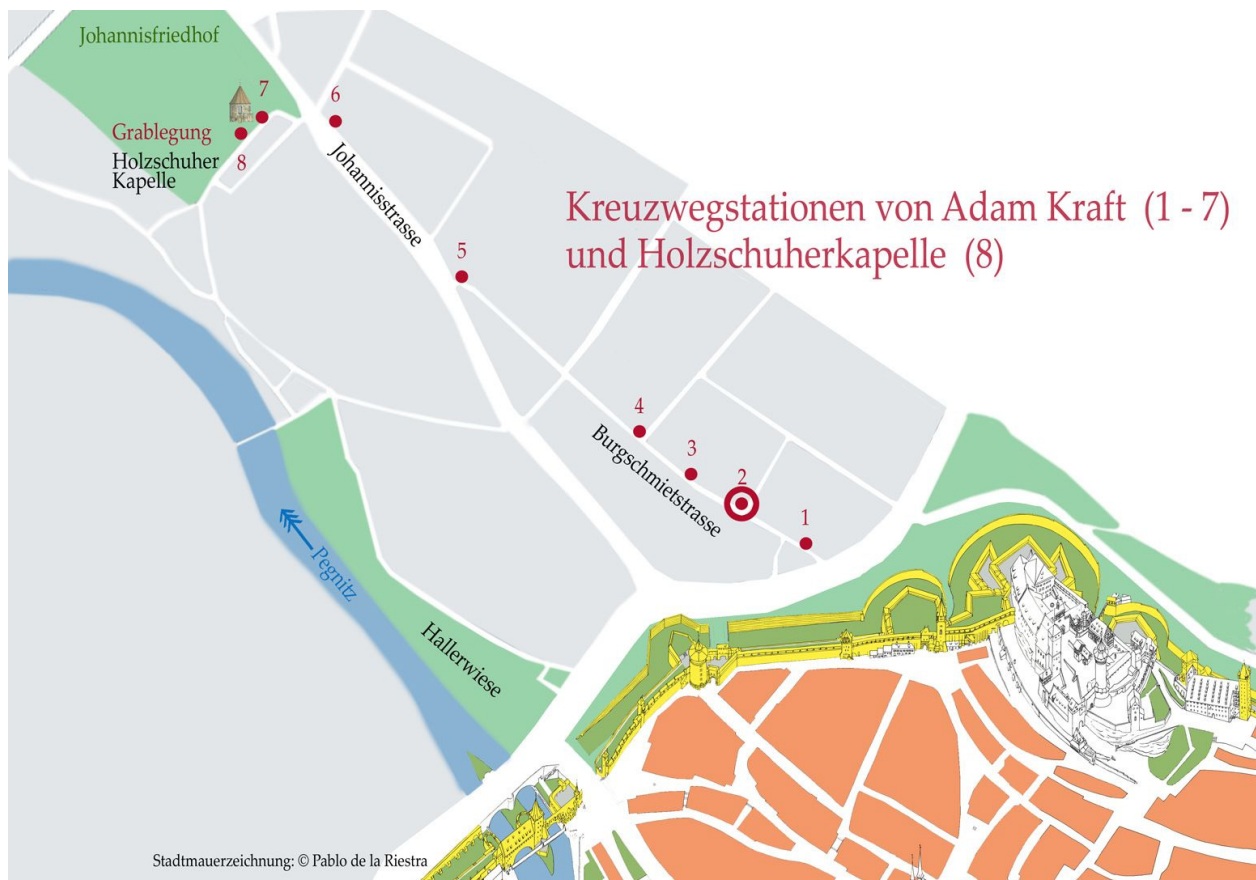 Johannisfriedhof
7
6
Grablegung
Holzschuher
Kapelle
8
Johannisstrasse
Kreuzwegstationen von Adam Kraft (1 - 7)
und Holzschuherkapelle (8)
5
4
3
2
1
Burgschmietstrasse
Pegnitz
Hallerwiese
Stadtmauerzeichnung: © Pablo de la Riestra